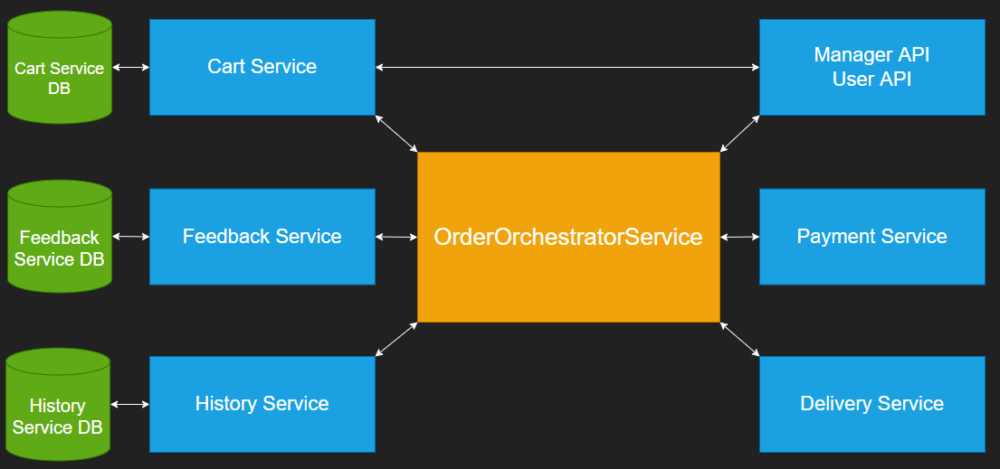 Cart Service
DB
Cart Service
Manager API
User API
Feedback
Service DB
Feedback Service
OrderOrchestratorService
Payment Service
History
Service DB
History Service
Delivery Service